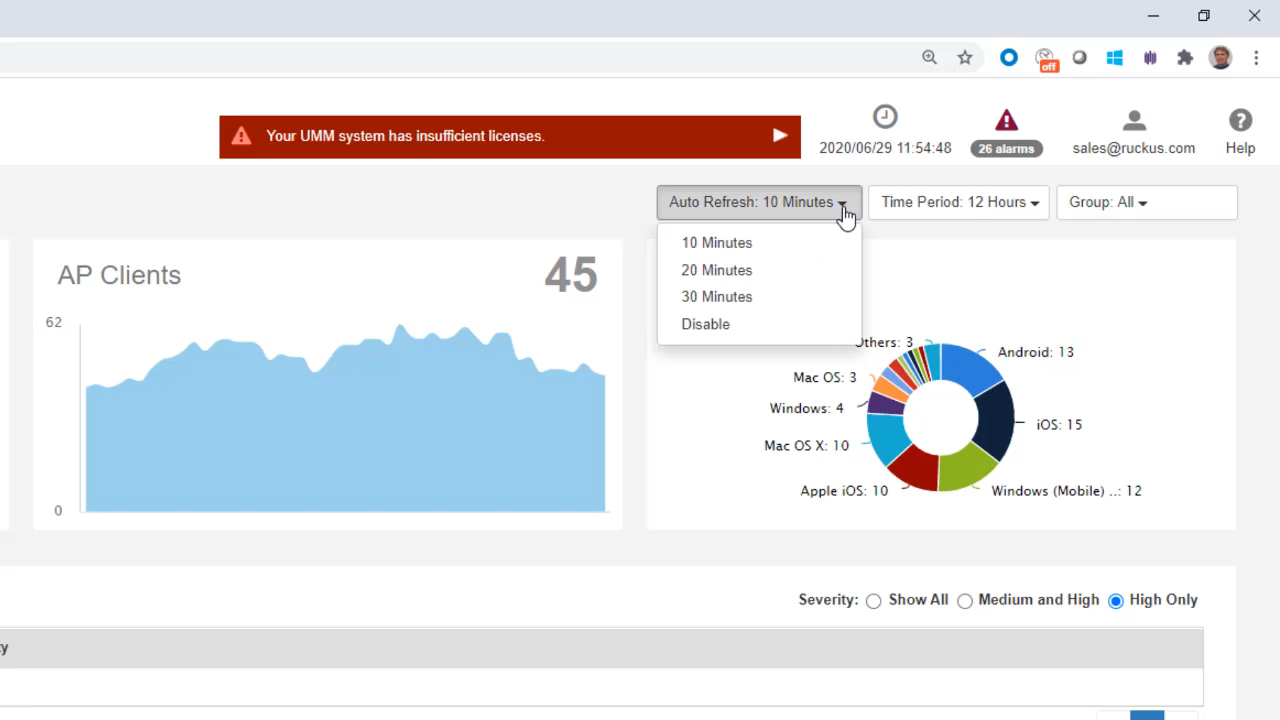 off
Your UMM system has insufficient licenses.
2020/06/29 11:54:48
26 alarms
sales@ruckus.com
Help
Auto Refresh: 10 Minutes
Time Period: 12 Hours
Group: All
10 Minutes
20 Minutes
30 Minutes
Disable
AP Clients
45
62
0
Others: 3
Android: 13
Mac OS: 3
Windows: 4
iOS: 15
Mac OS X: 10
Apple iOS: 10
Windows (Mobile) ..: 12
Severity:
Show All
Medium and High
High Only
ty